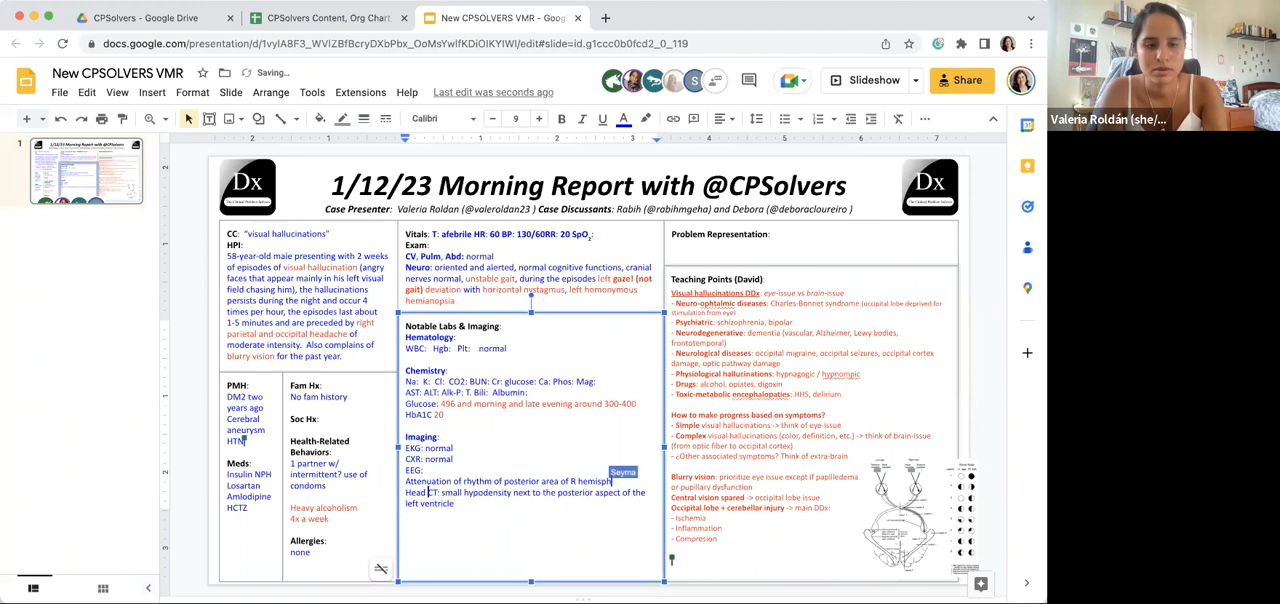 CPSolvers - Google Drive
CPSolvers Content, Org Chart,
New CPSOLVERS VMR - Goog
docs.google.com/presentation/d/1vyIA8F3_WVIZBfBcryDXbPbx_OoMsYwIfKDiOIKYIWI/edit#slide=id.g1ccc0b0fcd2_0_119
New CPSOLVERS VMR
Saving...
File Edit View Insert Format Slide Arrange Tools Extensions Help Last edit was seconds ago
S
Slideshow
Share
Calibri
9
Valeria Roldán (she/...
1
1/12/23 Morning Report with @CPSolvers
Case Presenter: Valeria Roldan (@valeroldan23 ) Case Discussants: Rabih (@rabihmgeha) and Debora (@deboracloureiro )
Dx
The Clinical Problem Solvers
Dx
The Clinical Problem Solvers
CC: "visual hallucinations"
HPI:
58-year-old male presenting with 2 weeks
of episodes of visual hallucination (angry
faces that appear mainly in his left visual
field chasing him), the hallucinations
persists during the night and occur 4
times per hour, the episodes last about
1-5 minutes and are preceded by right
parietal and occipital headache of
moderate intensity. Also complains of
blurry vision for the past year.
PMH:
DM2 two
years ago
Cerebral
aneurysm
HTN
Meds:
Insulin NPH
Losartan
Amlodipine
HCTZ
Fam Hx:
No fam history
Soc Hx:
Health-Related
Behaviors:
1 partner w/
intermittent? use of
condoms
Heavy alcoholism
4x a week
Allergies:
none
Vitals: T: afebrile HR: 60 BP: 130/60RR: 20 SpO2:
Exam:
CV, Pulm, Abd: normal
Neuro: oriented and alerted, normal cognitive functions, cranial
nerves normal, unstable gait, during the episodes left gaze! (not
gait) deviation with horizontal nystagmus, left homonymous
hemianopsia
Notable Labs & Imaging:
Hematology:
WBC: Hgb: Plt: normal
Chemistry:
Na: K: Cl: CO2: BUN: Cr: glucose: Ca: Phos: Mag:
AST: ALT: Alk-P: T. Bili: Albumin:
Glucose: 496 and morning and late evening around 300-400
HbA1C 20
Imaging:
EKG: normal
CXR: normal
EEG:
Seyma
Attenuation of rhythm of posterior area of R hemisph
Head CT: small hypodensity next to the posterior aspect of the
left ventricle
Problem Representation:
Teaching Points (David):
Visual hallucinations DDx: eye-issue vs brain-issue
- Neuro-ophtalmic diseases: Charles-Bonnet syndrome (occipital lobe deprived for
stimulation from eye)
- Psychiatric: schizophrenia, bipolar
- Neurodegenerative: dementia (vascular, Alzheimer, Lewy bodies,
frontotemporal)
- Neurological diseases: occipital migraine, occipital seizures, occipital cortex
damage, optic pathway damage
- Physiological hallucinations: hypnagogic / hypnompic
- Drugs: alcohol, opiates, digoxin
- Toxic-metabolic encephalopaties: HHS, delirium
How to make progress based on symptoms?
- Simple visual hallucinations -> think of eye-issue
- Complex visual hallucinations (color, definition, etc.) -> think of brain-issue
(from optic fiber to occipital cortex)
- ¿Other associated symptoms? Think of extra-brain
Blurry vision: prioritize eye issue except if papilledema
or pupillary dysfunction
Central vision spared -> occipital lobe issue
Occipital lobe + cerebellar injury -> main DDx:
- Ischemia
- Inflammation
- Compresion